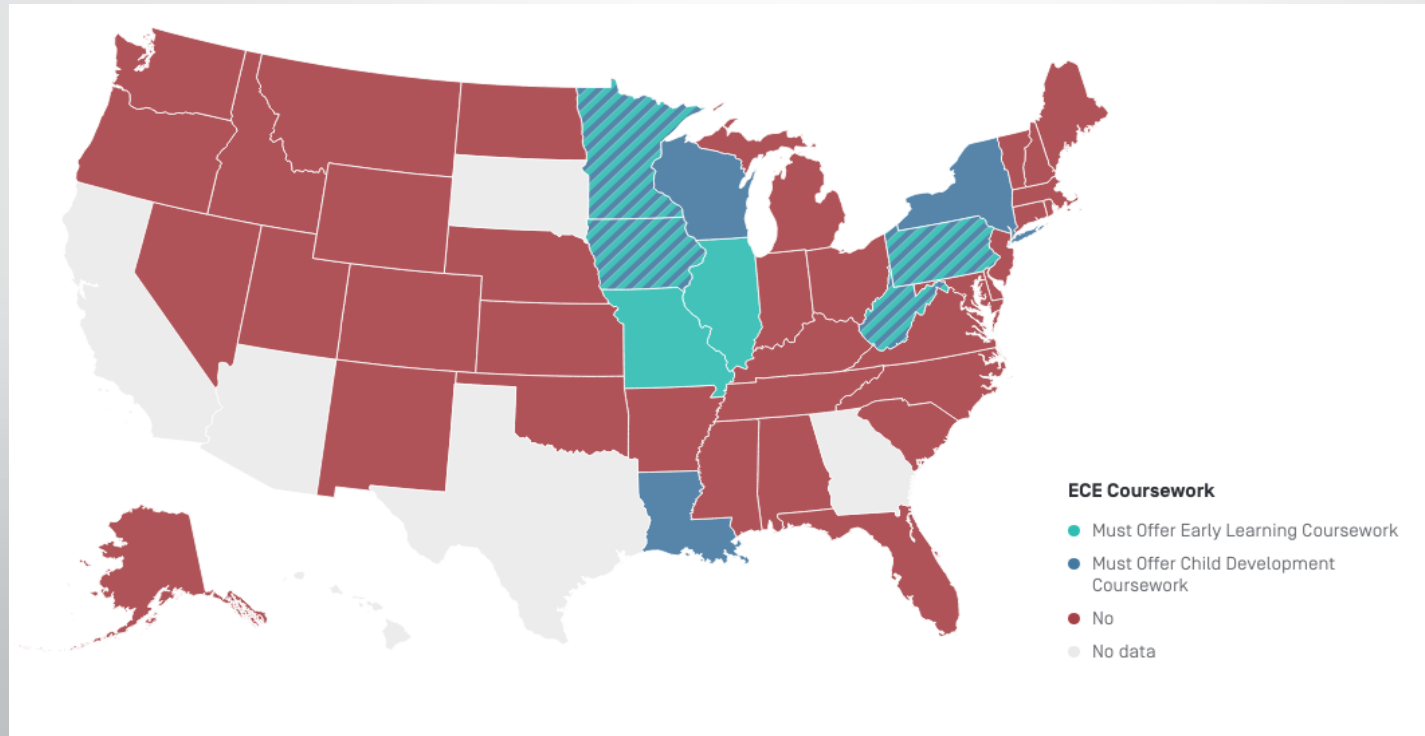 ECE Coursework
Must Offer Early Learning Coursework
Must Offer Child Development
Coursework
No
No data